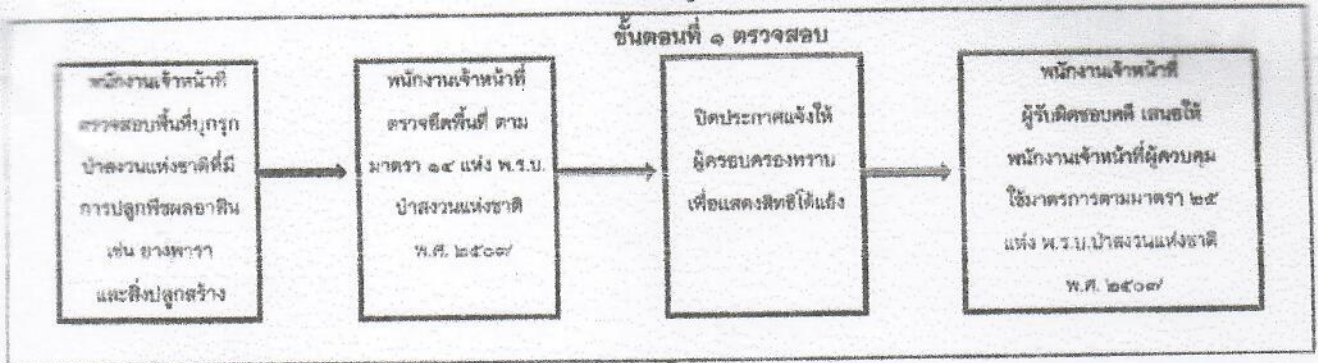 ขั้นตอนที่ ๑ ตรวจสอบ
พนักงานเจ้าหน้าที่
ตรวจสอบพื้นที่บุกรุก
ป่าสงวนแห่งชาติที่มี
การปลูกพืชผลอาสิน
เช่น ยางพารา
และสิ่งปลูกสร้าง
พนักงานเจ้าหน้าที่
ตรวจยึดพื้นที่ ตาม
มาตรา ๑๔ แห่ง พ.ร.บ.
ป่าสงวนแห่งชาติ
พ.ศ. ๒๕๐๗
ปิดประกาศแจ้งให้
ผู้ครอบครองทราบ
เพื่อแสดงสิทธิโต้แย้ง
พนักงานเจ้าหน้าที่
ผู้รับผิดชอบคดี เสนอให้
พนักงานเจ้าหน้าที่ผู้ควบคุม
ใช้มาตรการตามมาตรา ๒๕
แห่ง พ.ร.บ.ป่าสงวนแห่งชาติ
พ.ศ. ๒๕๐๗